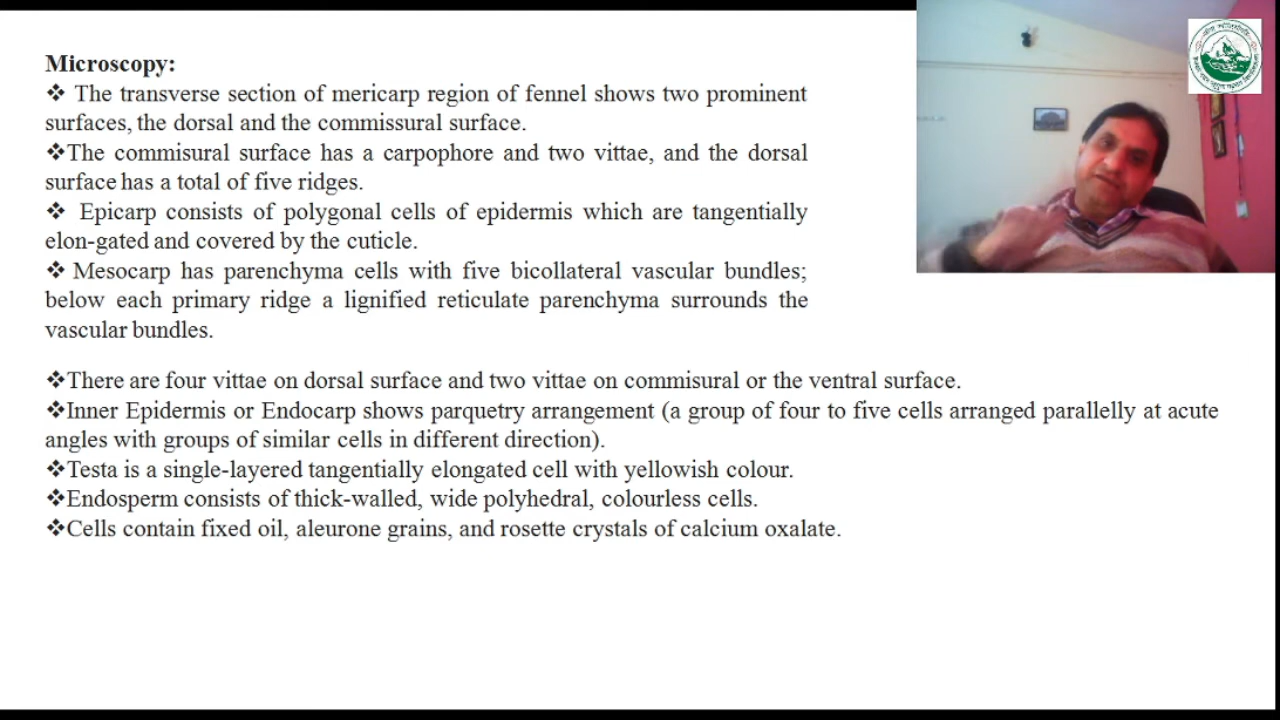 Microscopy:
❖ The transverse section of mericarp region of fennel shows two prominent
surfaces, the dorsal and the commissural surface.
❖The commisural surface has a carpophore and two vittae, and the dorsal
surface has a total of five ridges.
❖ Epicarp consists of polygonal cells of epidermis which are tangentially
elon-gated and covered by the cuticle.
❖ Mesocarp has parenchyma cells with five bicollateral vascular bundles;
below each primary ridge a lignified reticulate parenchyma surrounds the
vascular bundles.
❖There are four vittae on dorsal surface and two vittae on commisural or the ventral surface.
❖Inner Epidermis or Endocarp shows parquetry arrangement (a group of four to five cells arranged parallelly at acute
angles with groups of similar cells in different direction).
❖Testa is a single-layered tangentially elongated cell with yellowish colour.
❖Endosperm consists of thick-walled, wide polyhedral, colourless cells.
❖Cells contain fixed oil, aleurone grains, and rosette crystals of calcium oxalate.